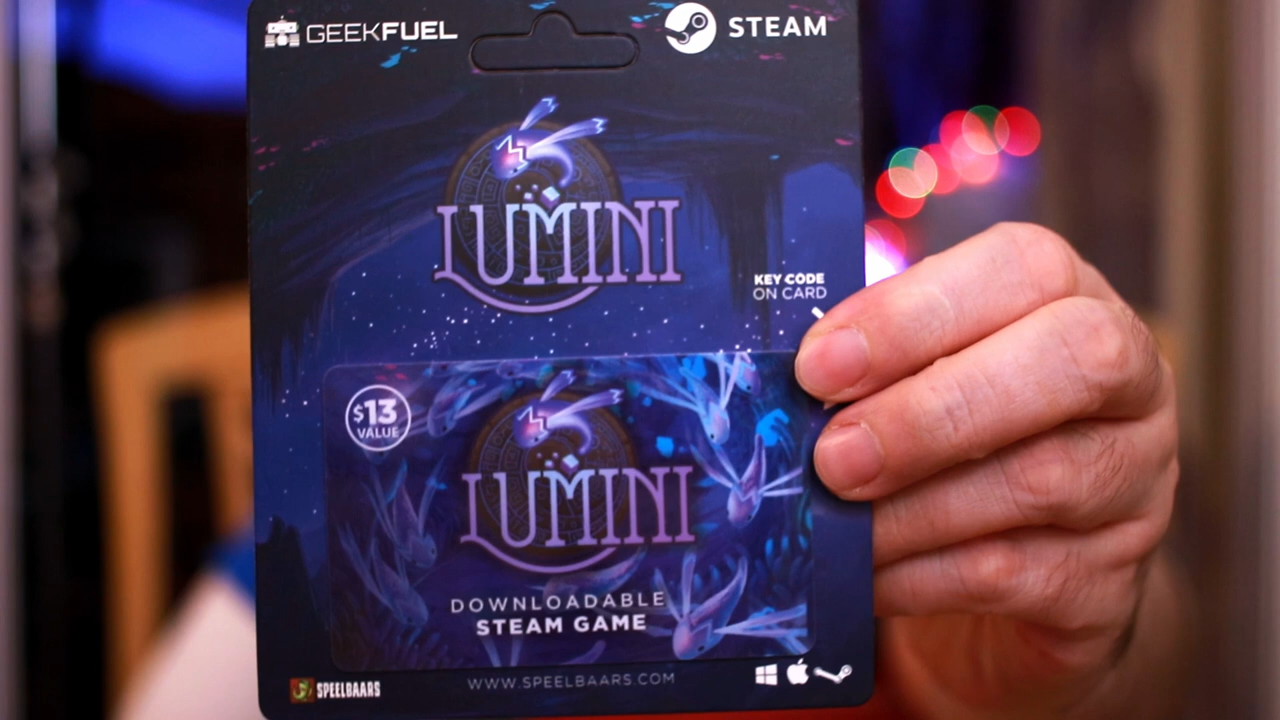 GEEKFUEL
STEAM
LUMINI
KEY CODE
ON CARD
$13
VALUE
LUMINI
DOWNLOADABLE
STEAM GAME
SPEELBAARS
WWW.SPEELBAARS.COM